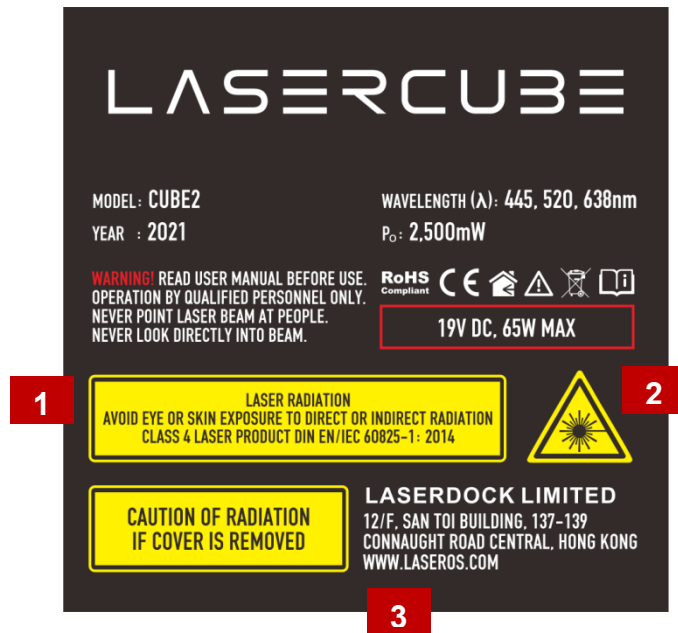 LASERCUBE
MODEL: CUBE2
YEAR : 2021
WAVELENGTH (λ): 445, 520, 638nm
Po: 2,500mW
WARNING! READ USER MANUAL BEFORE USE.
OPERATION BY QUALIFIED PERSONNEL ONLY.
NEVER POINT LASER BEAM AT PEOPLE.
NEVER LOOK DIRECTLY INTO BEAM.
RoHS
Compliant
CE
19V DC, 65W MAX
1
LASER RADIATION
AVOID EYE OR SKIN EXPOSURE TO DIRECT OR INDIRECT RADIATION
CLASS 4 LASER PRODUCT DIN EN/IEC 60825-1: 2014
2
CAUTION OF RADIATION
IF COVER IS REMOVED
LASERDOCK LIMITED
12/F, SAN TOI BUILDING, 137-139
CONNAUGHT ROAD CENTRAL, HONG KONG
WWW.LASEROS.COM
3